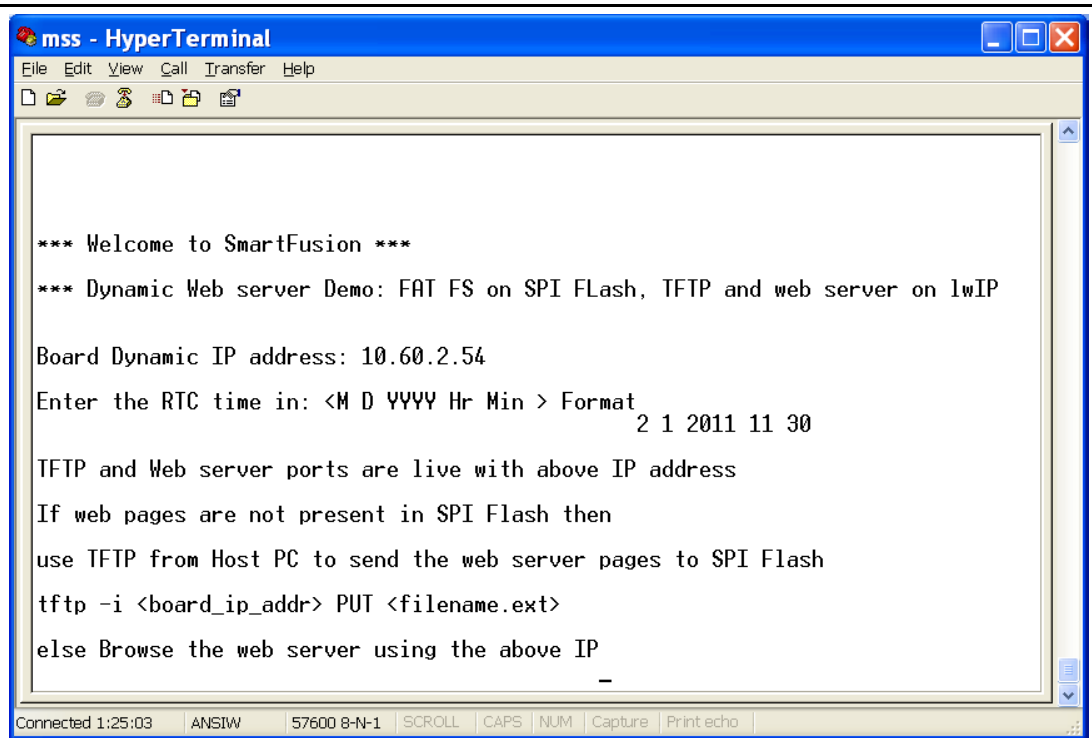 mss - HyperTerminal
File Edit View Call Transfer Help
*** Welcome to SmartFusion ***
*** Dynamic Web server Demo: FAT FS on SPI FLash, TFTP and web server on lwIP
Board Dynamic IP address: 10.60.2.54
Enter the RTC time in: <M D YYYY Hr Min > Format
2 1 2011 11 30
TFTP and Web server ports are live with above IP address
If web pages are not present in SPI Flash then
use TFTP from Host PC to send the web server pages to SPI Flash
tftp -i <board_ip_addr> PUT <filename.ext>
else Browse the web server using the above IP
_
Connected 1:25:03 ANSIW 57600 8-N-1 SCROLL CAPS NUM Capture Print echo